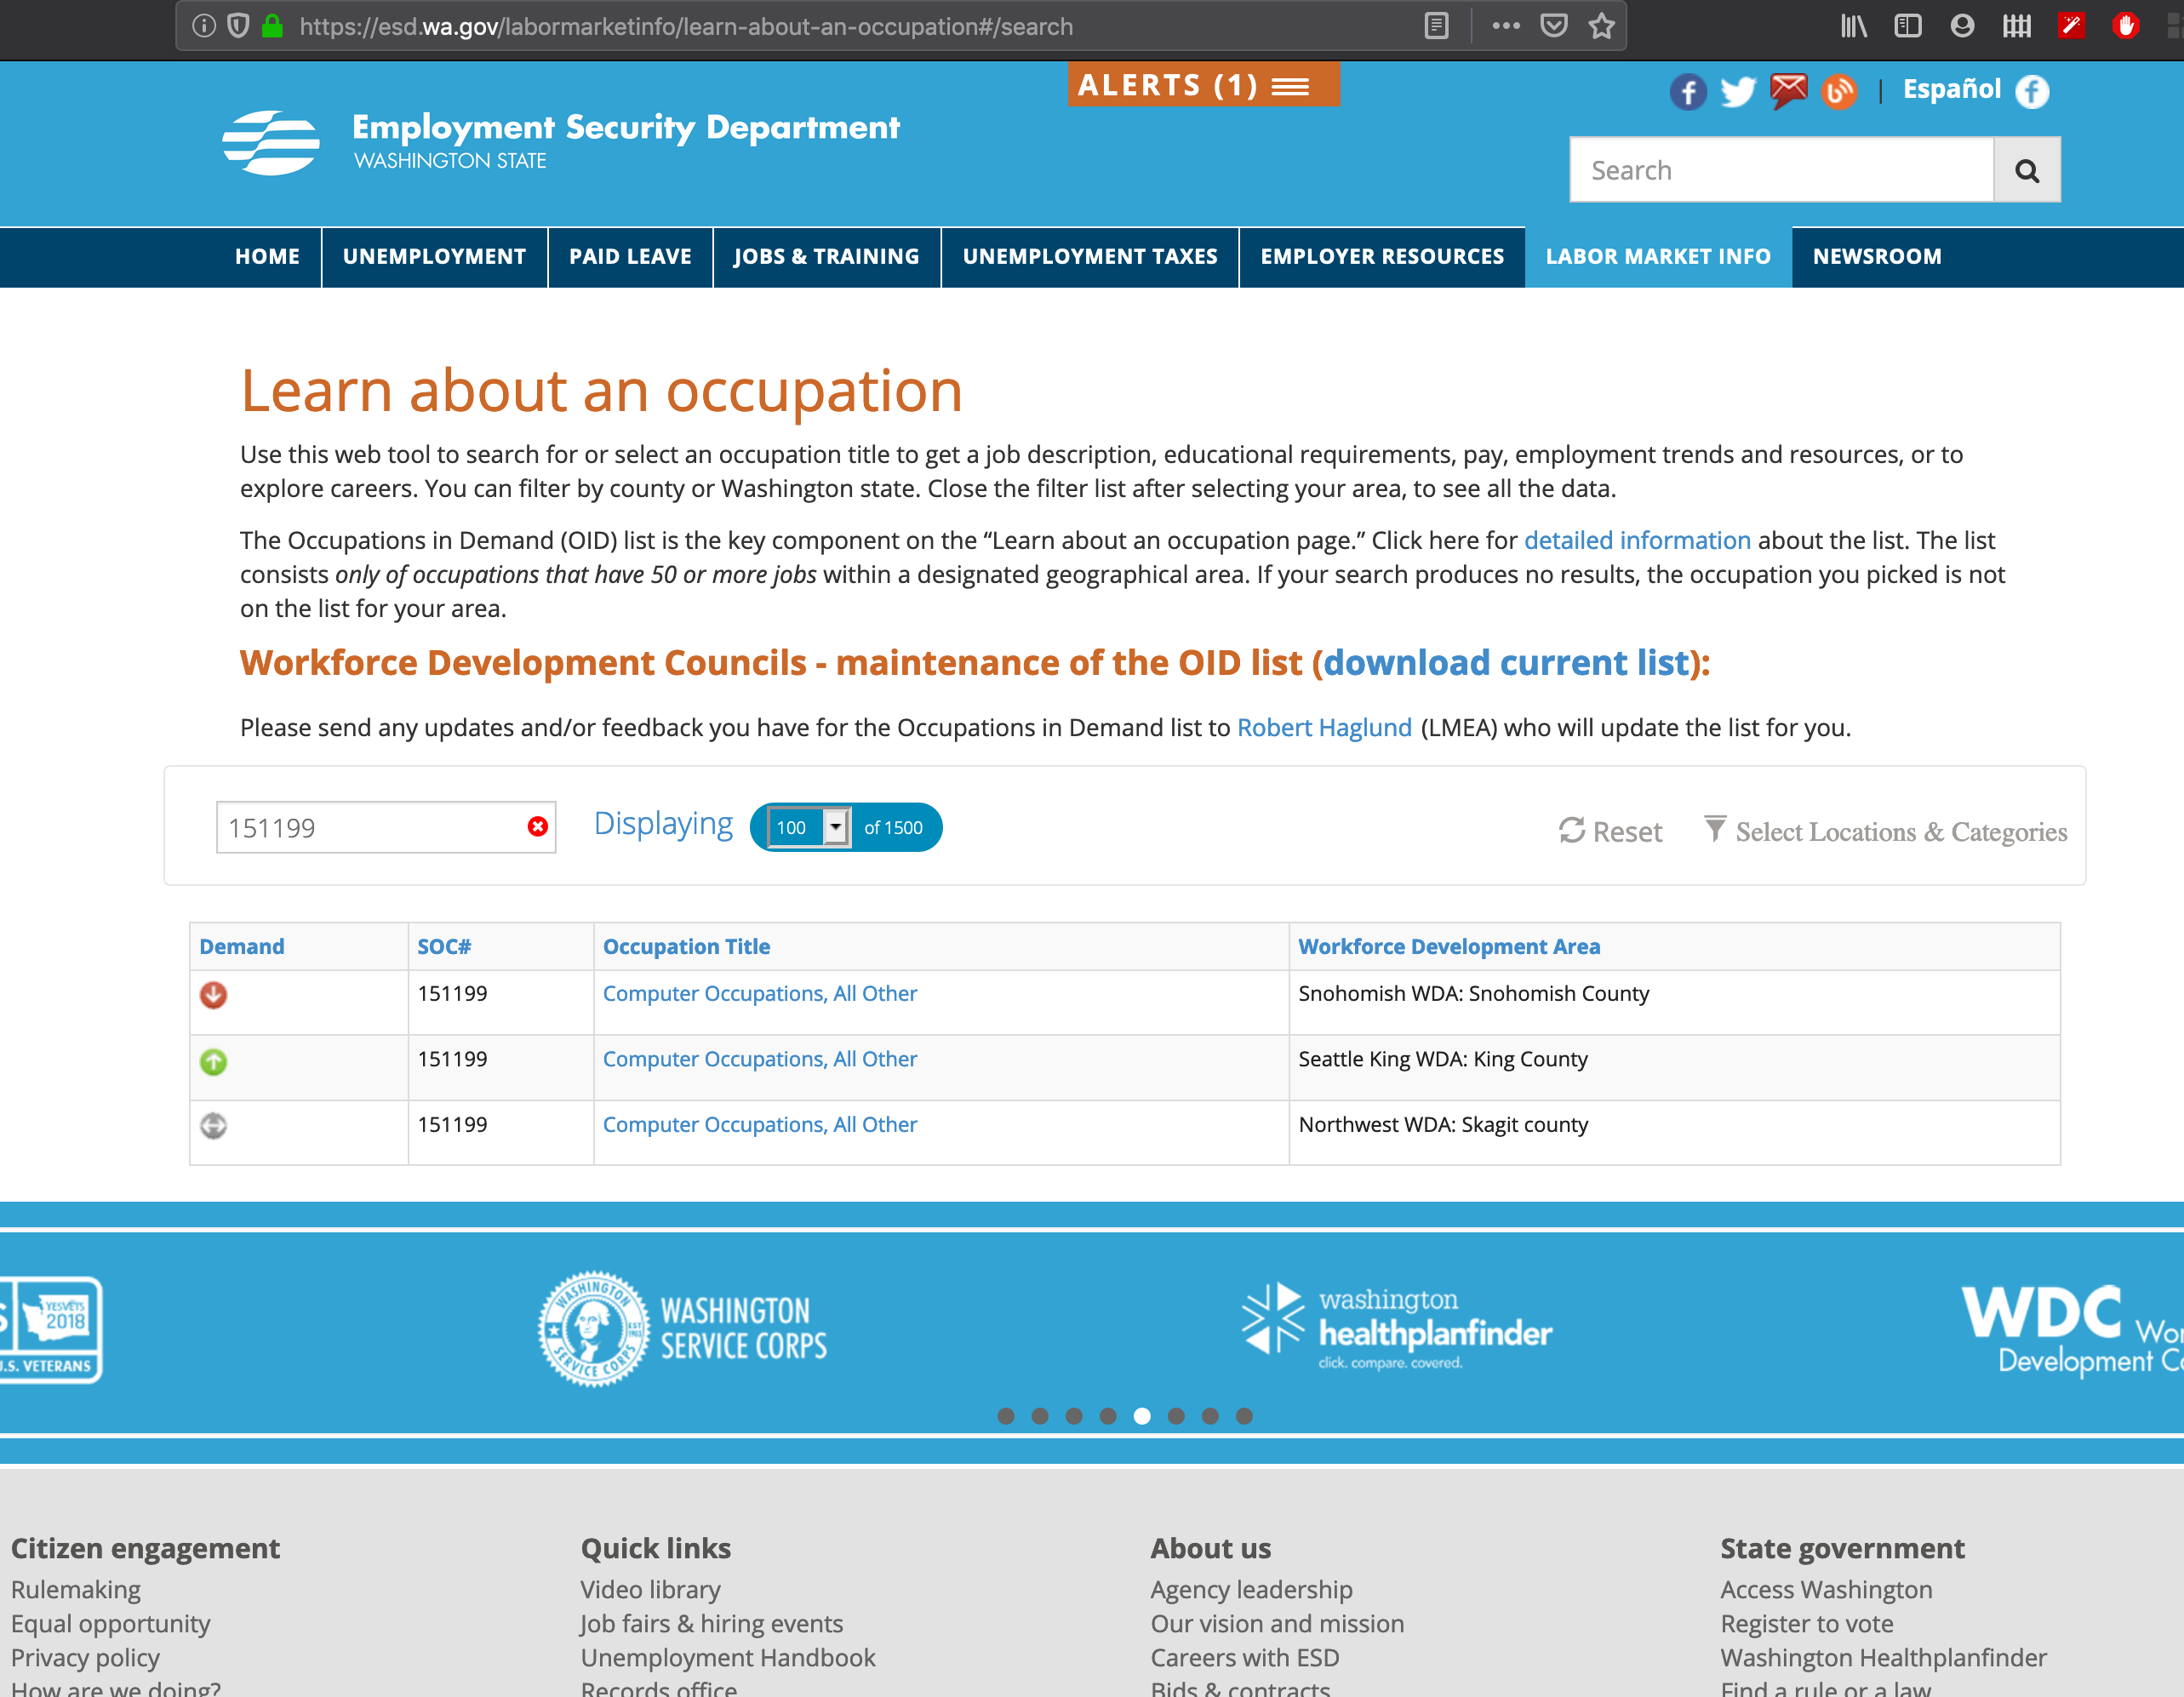 https://esd.wa.gov/labormarketinfo/learn-about-an-occupation#/search
ALERTS (1)
Español
Employment Security Department
WASHINGTON STATE
Search
HOME
UNEMPLOYMENT
PAID LEAVE
JOBS & TRAINING
UNEMPLOYMENT TAXES
EMPLOYER RESOURCES
LABOR MARKET INFO
NEWSROOM
Learn about an occupation
Use this web tool to search for or select an occupation title to get a job description, educational requirements, pay, employment trends and resources, or to
explore careers. You can filter by county or Washington state. Close the filter list after selecting your area, to see all the data.
The Occupations in Demand (OID) list is the key component on the “Learn about an occupation page.” Click here for detailed information about the list. The list
consists only of occupations that have 50 or more jobs within a designated geographical area. If your search produces no results, the occupation you picked is not
on the list for your area.
Workforce Development Councils - maintenance of the OID list (download current list):
Please send any updates and/or feedback you have for the Occupations in Demand list to Robert Haglund (LMEA) who will update the list for you.
151199
Displaying
100
of 1500
Reset
Select Locations & Categories
Demand SOC# Occupation Title Workforce Development Area
151199 Computer Occupations, All Other Snohomish WDA: Snohomish County
151199 Computer Occupations, All Other Seattle King WDA: King County
151199 Computer Occupations, All Other Northwest WDA: Skagit county
S
YESVETS
2018
U.S. VETERANS
WASHINGTON
SERVICE CORPS
EST
1983
WASHINGTON
SERVICE CORPS
washington
healthplanfinder
click. compare. covered.
WDC Wor
Development Co
Citizen engagement
Rulemaking
Equal opportunity
Privacy policy
How are we doing?
Quick links
Video library
Job fairs & hiring events
Unemployment Handbook
Records office
About us
Agency leadership
Our vision and mission
Careers with ESD
Bids & contracts
State government
Access Washington
Register to vote
Washington Healthplanfinder
Find a rule or a law